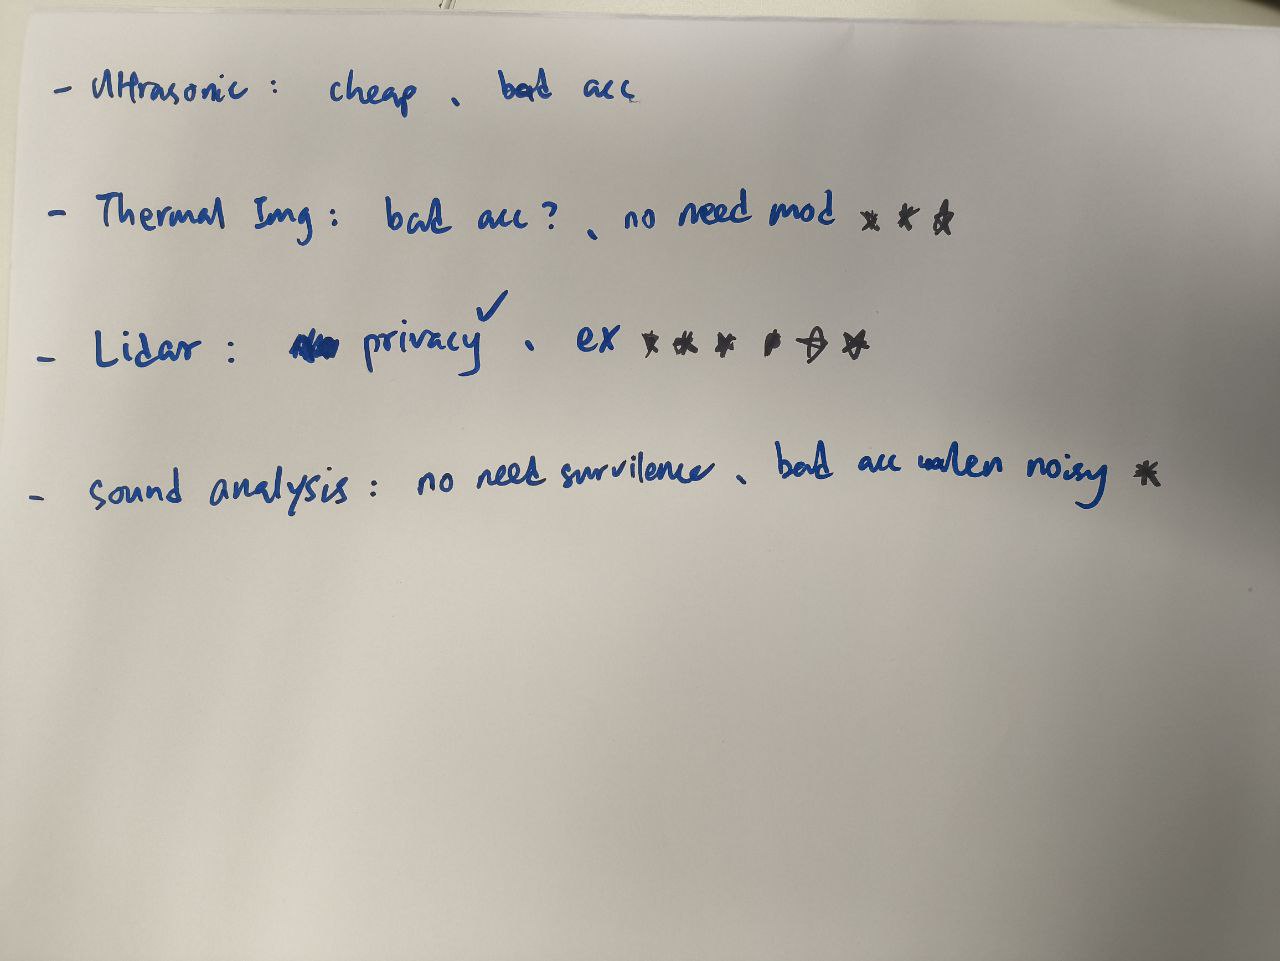 - Ultrasonic : cheap 、 bad acc
- Thermal Img : bad acc ? 、 no need mod ☆ ☆ ☆
- Lidar : privacy ✓ 、 ex ☆ ☆ ☆ ☆ ☆ ☆
- sound analysis : no need survilence 、 bad acc when noisy ☆